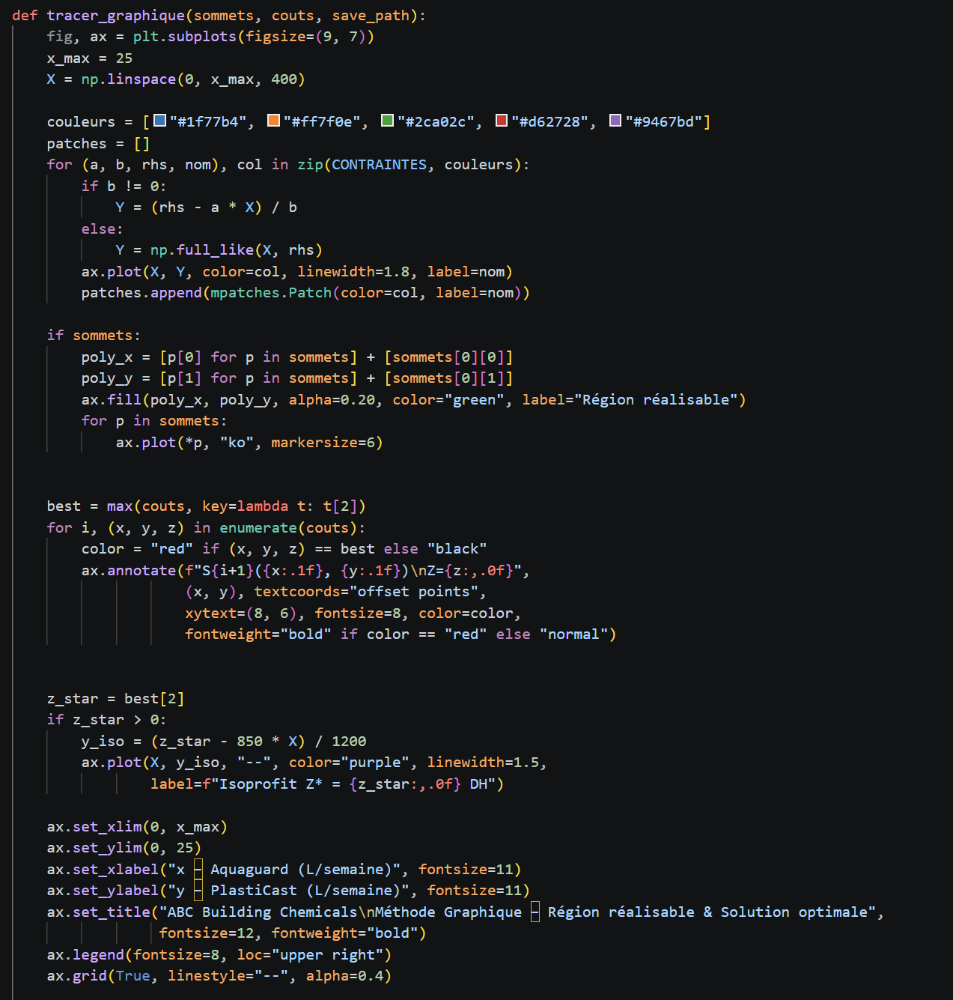 def tracer_graphique(sommets, couts, save_path):
    fig, ax = plt.subplots(figsize=(9, 7))
    x_max = 25
    X = np.linspace(0, x_max, 400)

    couleurs = ["#1f77b4", "#ff7f0e", "#2ca02c", "#d62728", "#9467bd"]
    patches = []
    for (a, b, rhs, nom), col in zip(CONTRAINTES, couleurs):
        if b != 0:
            Y = (rhs - a * X) / b
        else:
            Y = np.full_like(X, rhs)
        ax.plot(X, Y, color=col, linewidth=1.8, label=nom)
        patches.append(mpatches.Patch(color=col, label=nom))

    if sommets:
        poly_x = [p[0] for p in sommets] + [sommets[0][0]]
        poly_y = [p[1] for p in sommets] + [sommets[0][1]]
        ax.fill(poly_x, poly_y, alpha=0.20, color="green", label="Région réalisable")
        for p in sommets:
            ax.plot(*p, "ko", markersize=6)


    best = max(couts, key=lambda t: t[2])
    for i, (x, y, z) in enumerate(couts):
        color = "red" if (x, y, z) == best else "black"
        ax.annotate(f"S{i+1}({x:.1f}, {y:.1f})\nZ={z:,.0f}",
                    (x, y), textcoords="offset points",
                    xytext=(8, 6), fontsize=8, color=color,
                    fontweight="bold" if color == "red" else "normal")


    z_star = best[2]
    if z_star > 0:
        y_iso = (z_star - 850 * X) / 1200
        ax.plot(X, y_iso, "--", color="purple", linewidth=1.5,
                label=f"Isoprofit Z* = {z_star:,.0f} DH")

    ax.set_xlim(0, x_max)
    ax.set_ylim(0, 25)
    ax.set_xlabel("x – Aquaguard (L/semaine)", fontsize=11)
    ax.set_ylabel("y – PlastiCast (L/semaine)", fontsize=11)
    ax.set_title("ABC Building Chemicals\nMéthode Graphique – Région réalisable & Solution optimale",
                 fontsize=12, fontweight="bold")
    ax.legend(fontsize=8, loc="upper right")
    ax.grid(True, linestyle="--", alpha=0.4)